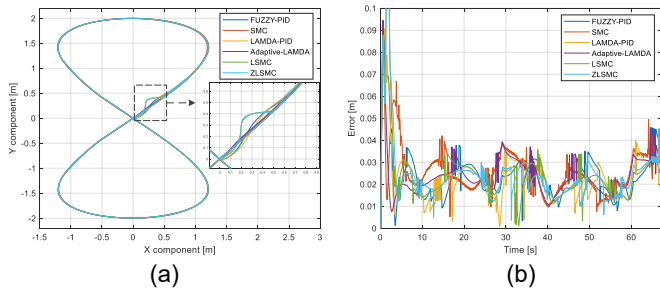 (a)
2
1.5
1
0.5
0
-0.5
-1
-1.5
-2
Y component [m]
-1.5 -1 -0.5 0 0.5 1 1.5 2 2.5 3
X component [m]
FUZZY-PID
SMC
LAMDA-PID
Adaptive-LAMDA
LSMC
ZLSMC
(b)
0.1
0.09
0.08
0.07
0.06
0.05
0.04
0.03
0.02
0.01
0
Error [m]
0 10 20 30 40 50 60
Time [s]
FUZZY-PID
SMC
LAMDA-PID
Adaptive-LAMDA
LSMC
ZLSMC
(a)
(b)